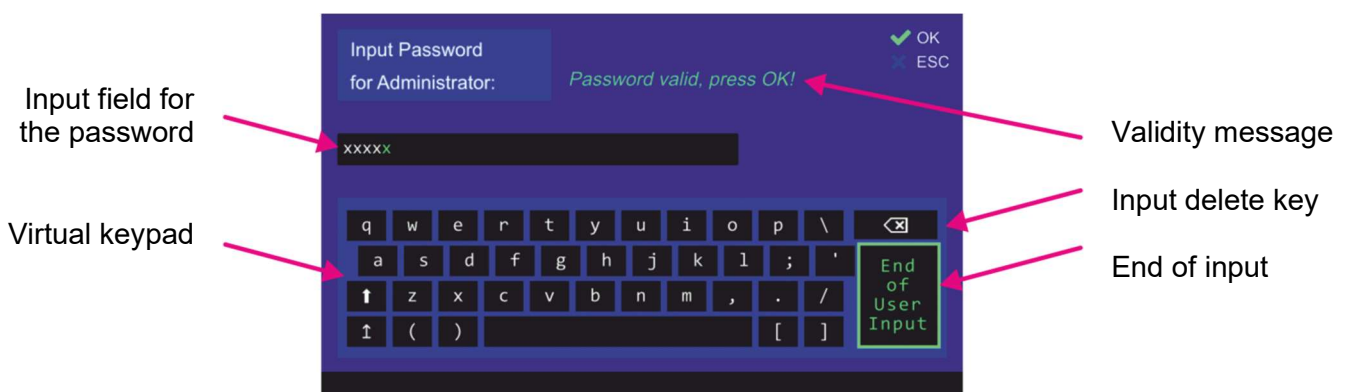 Input Password
for Administrator:
Password valid, press OK!
OK
ESC
Input field for
the password
Validity message
xxxxx
Input delete key
Virtual keypad
q w e r t y u i o p \
a s d f g h j k l ; '
End
of
User
Input
End of input
z x c v b n m , . /
( ) [ ]